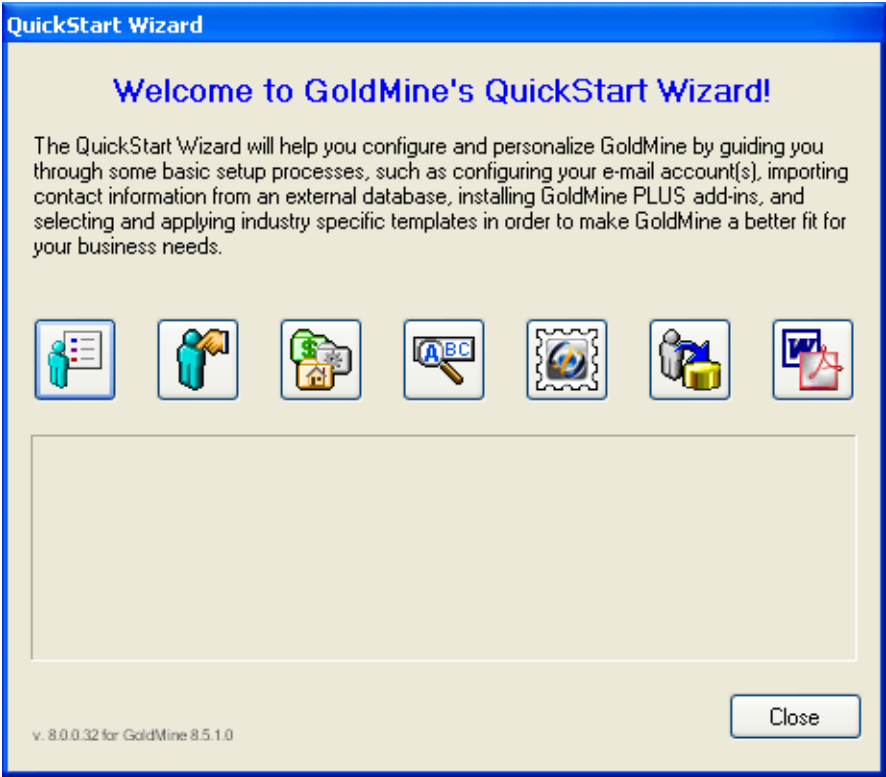 QuickStart Wizard
Welcome to GoldMine's QuickStart Wizard!
The QuickStart Wizard will help you configure and personalize GoldMine by guiding you
through some basic setup processes, such as configuring your e-mail account(s), importing
contact information from an external database, installing GoldMine PLUS add-ins, and
selecting and applying industry specific templates in order to make GoldMine a better fit for
your business needs.
$
ABC
W
Close
v. 8.0.0.32 for GoldMine 8.5.1.0